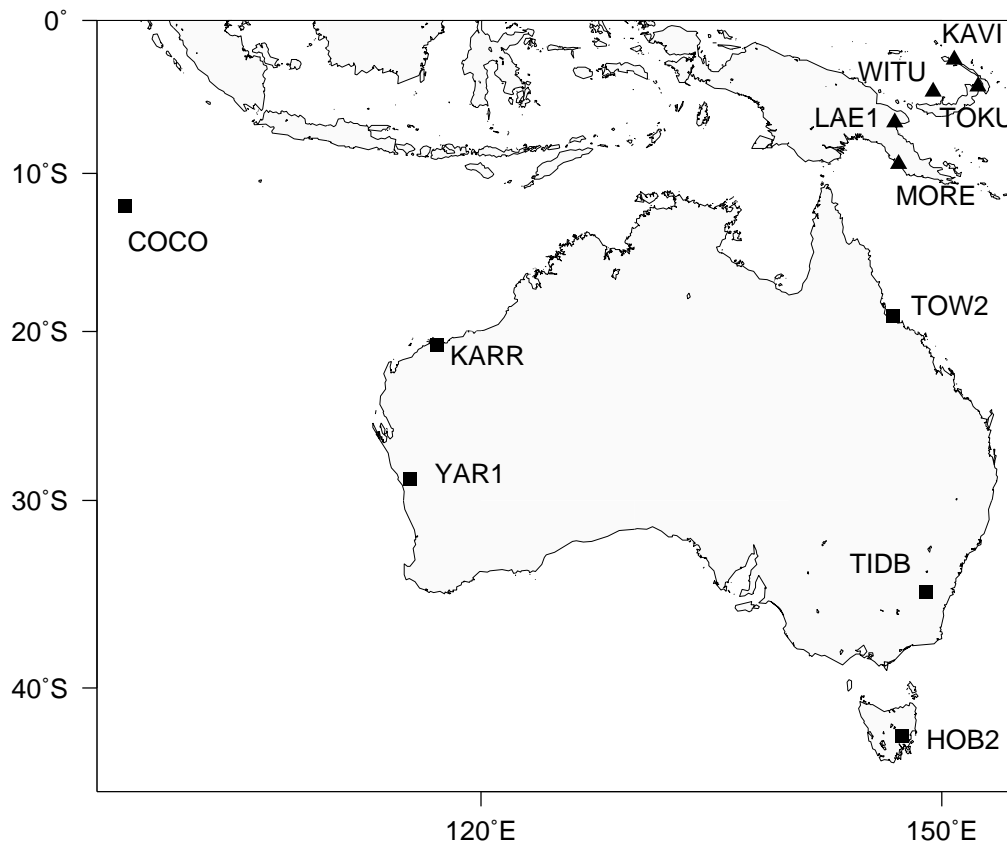 0˚
KAVI
WITU
LAE1
TOKU
10˚S
MORE
COCO
TOW2
20˚S
KARR
YAR1
30˚S
TIDB
40˚S
HOB2
120˚E
150˚E